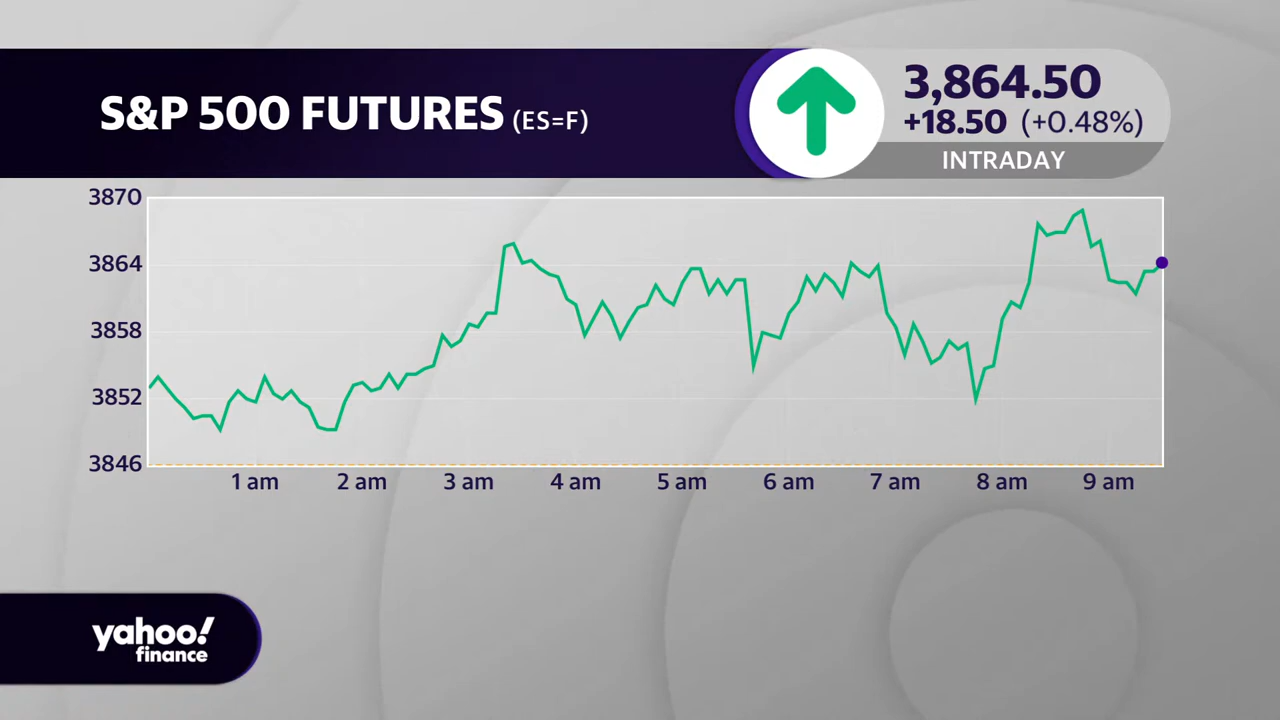 S&P 500 FUTURES (ES=F)
3,864.50
+18.50 (+0.48%)
INTRADAY
3870
3864
3858
3852
3846
1 am 2 am 3 am 4 am 5 am 6 am 7 am 8 am 9 am
yahoo!
finance